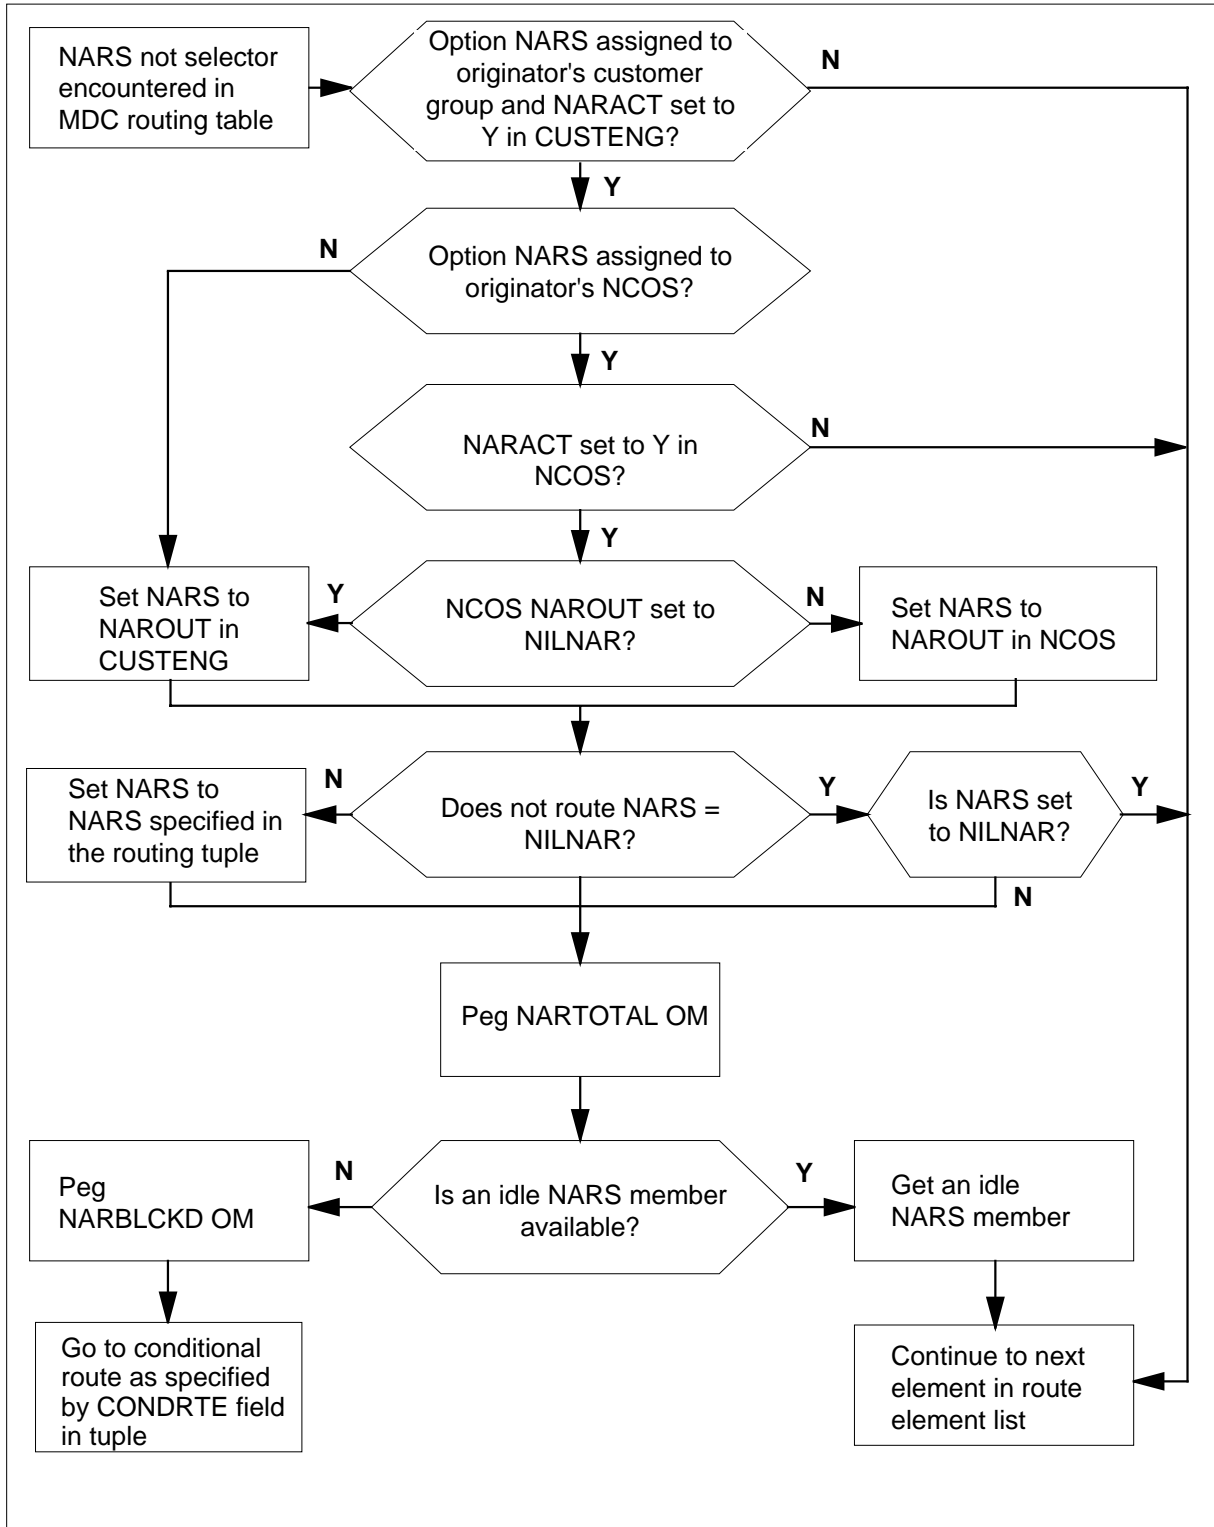 NARS not selector
encountered in
MDC routing table
Option NARS assigned to
originator's customer
group and NARACT set to
Y in CUSTENG?
N
Y
Option NARS assigned to
originator's NCOS?
N
Y
NARACT set to Y in
NCOS?
N
Y
Set NARS to
NAROUT in
CUSTENG
Y
NCOS NAROUT set to
NILNAR?
N
Set NARS to
NAROUT in NCOS
Set NARS to
NARS specified in
the routing tuple
N
Does not route NARS =
NILNAR?
Y
Is NARS set
to NILNAR?
Y
N
Peg NARTOTAL OM
Peg
NARBLCKD OM
N
Is an idle NARS member
available?
Y
Get an idle
NARS member
Go to conditional
route as specified
by CONDRTE field
in tuple
Continue to next
element in route
element list